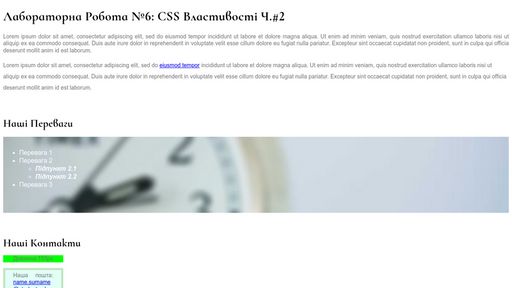 Лабораторна Робота №6: CSS Властивості Ч.#2
Lorem ipsum dolor sit amet, consectetur adipiscing elit, sed do eiusmod tempor incididunt ut labore et dolore magna aliqua. Ut enim ad minim veniam, quis nostrud exercitation ullamco laboris nisi ut
aliquip ex ea commodo consequat. Duis aute irure dolor in reprehenderit in voluptate velit esse cillum dolore eu fugiat nulla pariatur. Excepteur sint occaecat cupidatat non proident, sunt in culpa qui officia
deserunt mollit anim id est laborum.
Lorem ipsum dolor sit amet, consectetur adipiscing elit, sed do eiusmod tempor incididunt ut labore et dolore magna aliqua. Ut enim ad minim veniam, quis nostrud exercitation ullamco laboris nisi ut
aliquip ex ea commodo consequat. Duis aute irure dolor in reprehenderit in voluptate velit esse cillum dolore eu fugiat nulla pariatur. Excepteur sint occaecat cupidatat non proident, sunt in culpa qui officia
deserunt mollit anim id est laborum.
Наші Переваги
Перевага 1
Перевага 2
Підпункт 2.1
Підпункт 2.2
Перевага 3
Наші Контакти
Наша пошта:
name.surname